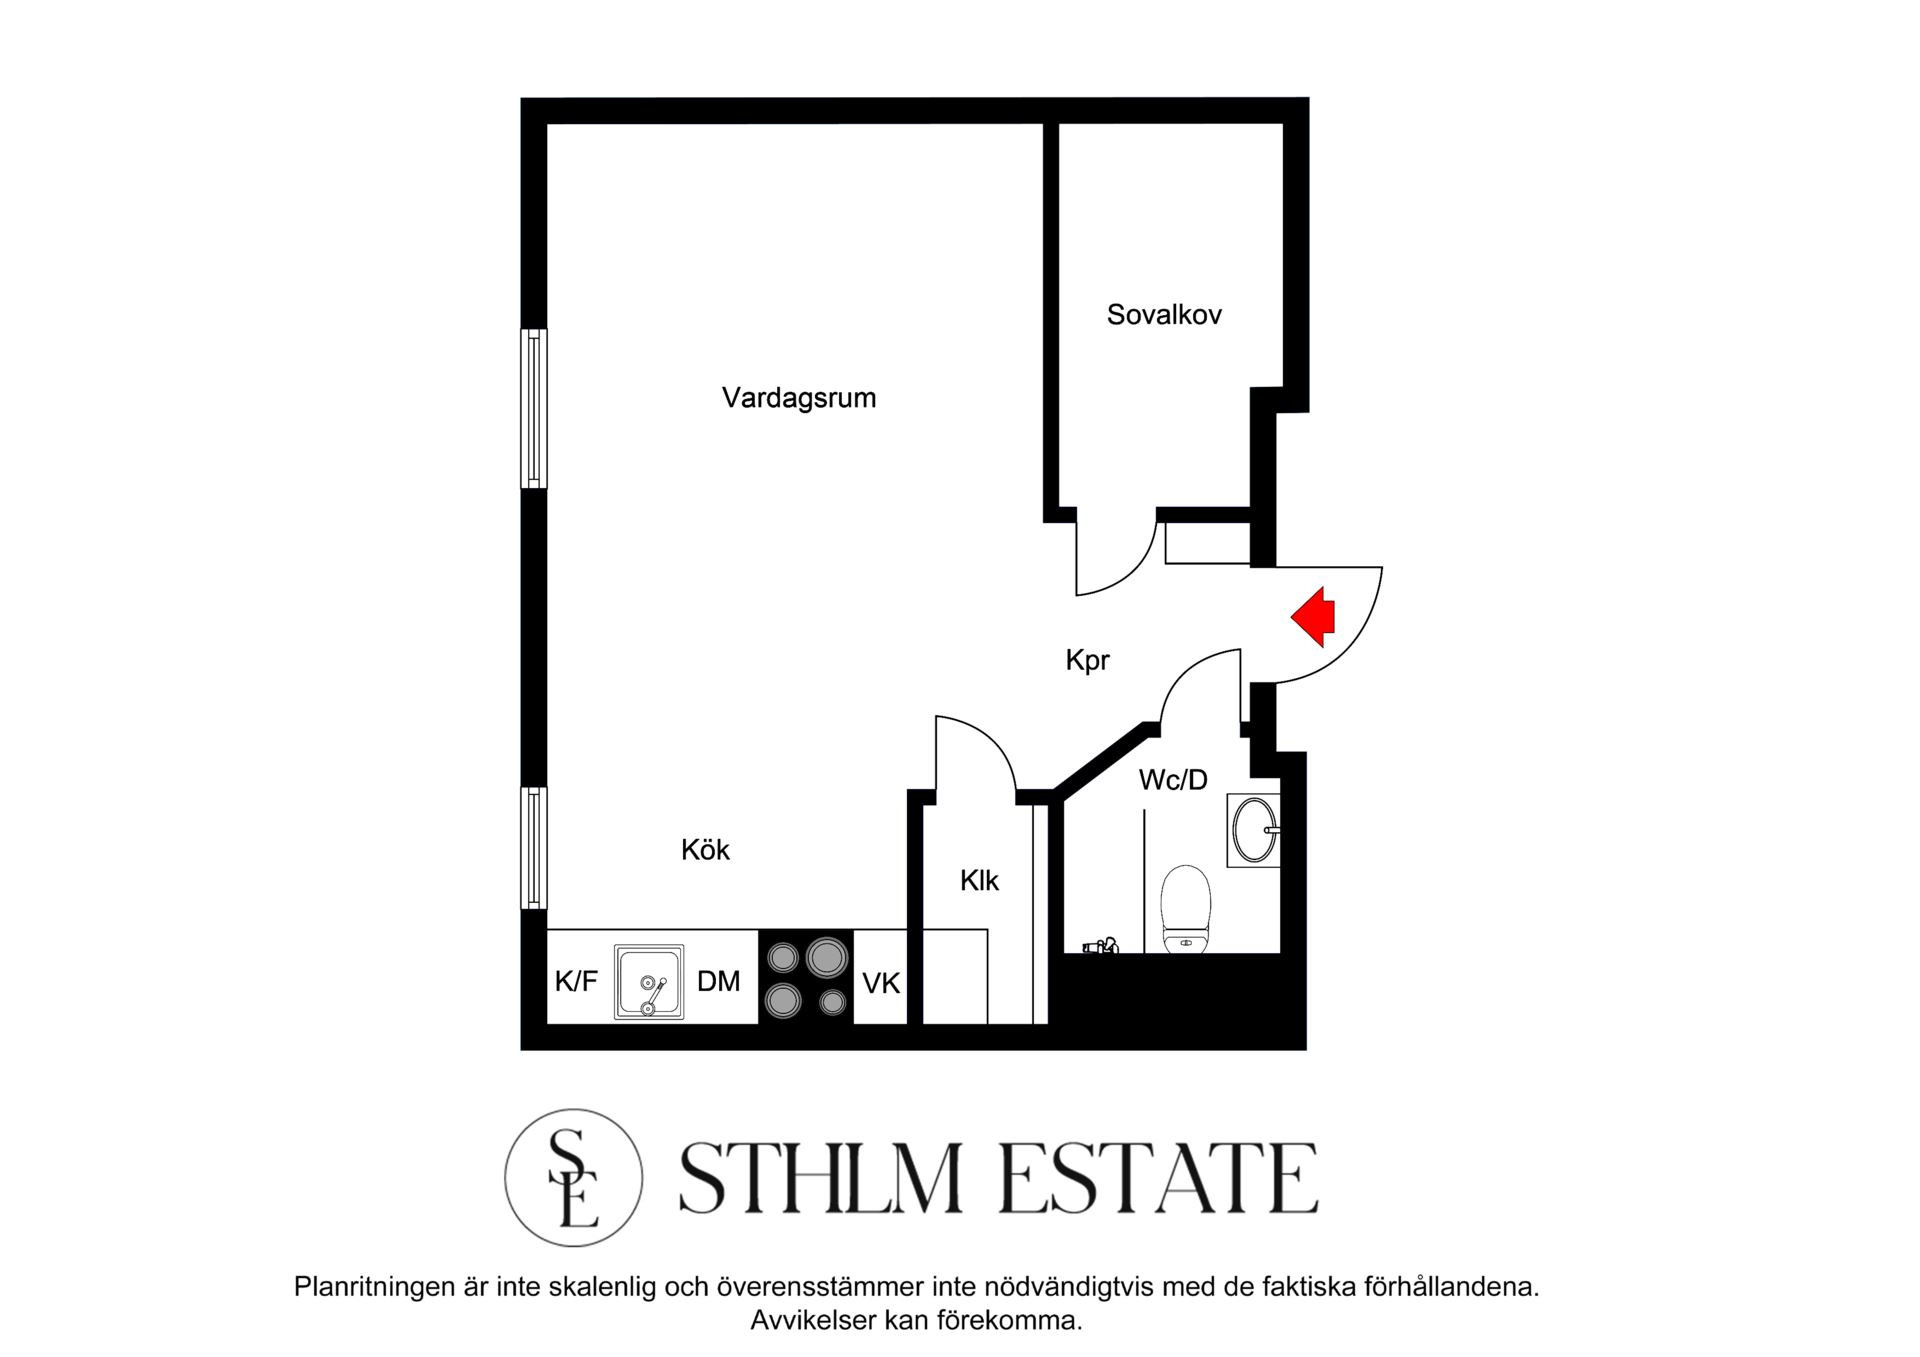 Sovalkov
Vardagsrum
Kpr
Wc/D
Kök
Klk
K/F
DM
VK
SE
STHLM ESTATE
Planritningen är inte skalenlig och överensstämmer inte nödvändigtvis med de faktiska förhållandena.
Avvikelser kan förekomma.